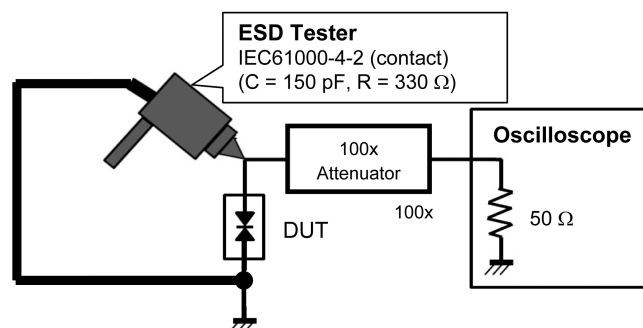 ESD Tester
IEC61000-4-2 (contact)
(C = 150 pF, R = 330 Ω)
Oscilloscope
100x
Attenuator
100x
50 Ω
DUT